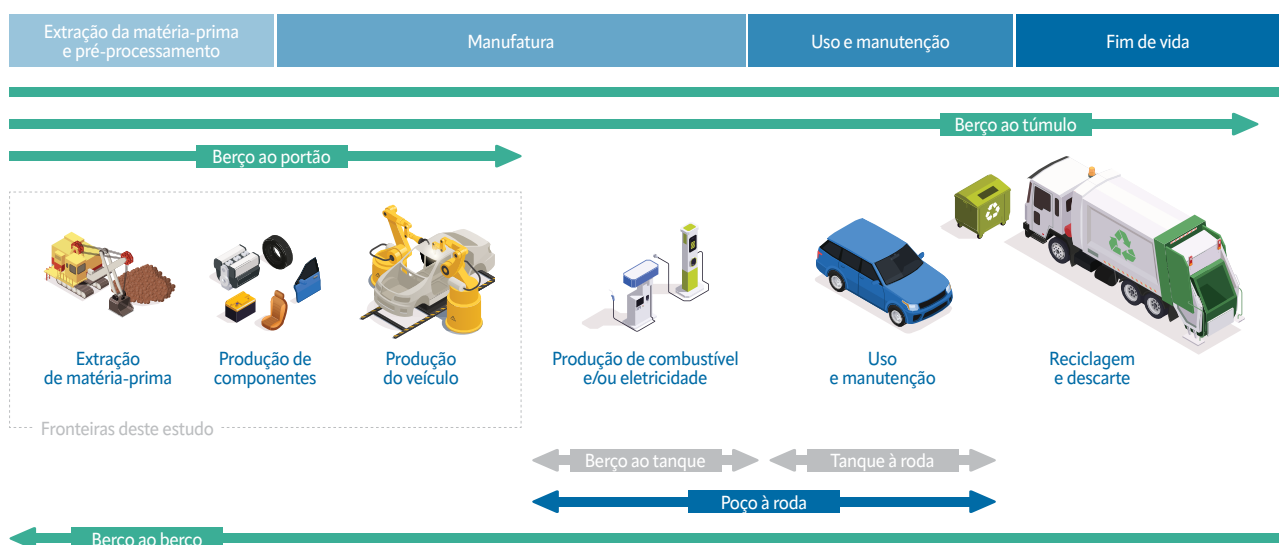 Extração da matéria-prima
e pré-processamento
Manufatura
Uso e manutenção
Fim de vida
Berço ao túmulo
Berço ao portão
Extração
de matéria-prima
Produção de
componentes
Produção
do veículo
Produção de combustível
e/ou eletricidade
Uso
e manutenção
Reciclagem
e descarte
Fronteiras deste estudo
Berço ao tanque
Tanque à roda
Poço à roda
Berço ao berço